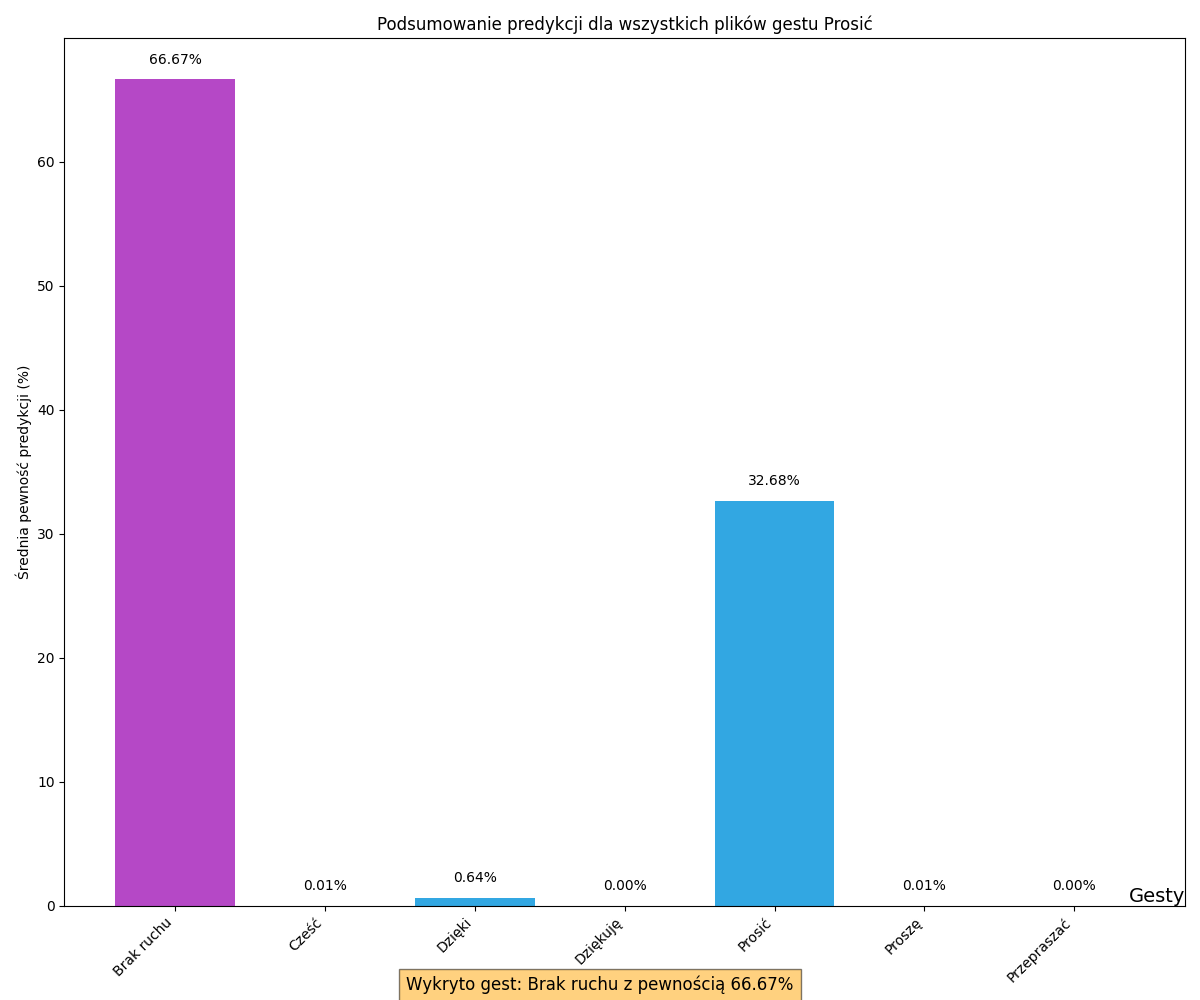 Podsumowanie predykcji dla wszystkich plików gestu Prosić
66.67%
60
50
40
30
20
10
0
Średnia pewność predykcji (%)
32.68%
0.01%
0.64%
0.00%
0.01%
0.00%
Gesty
Brak ruchu
Cześć
Dzięki
Dziękuję
Prosić
Proszę
Przepraszać
Wykryto gest: Brak ruchu z pewnością 66.67%